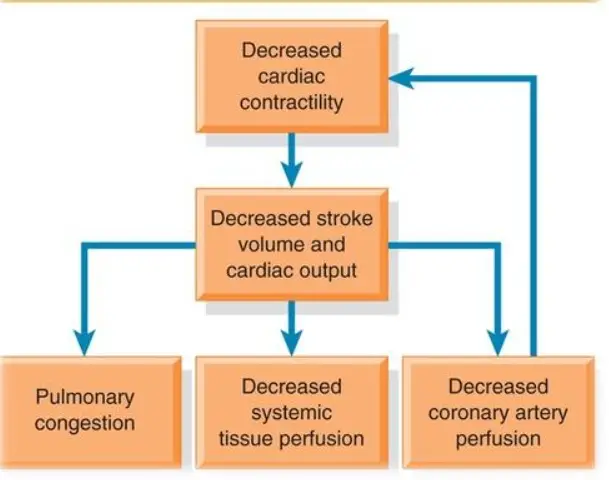 Decreased
cardiac
contractility
Decreased stroke
volume and
cardiac output
Pulmonary
congestion
Decreased
systemic
tissue perfusion
Decreased
coronary artery
perfusion